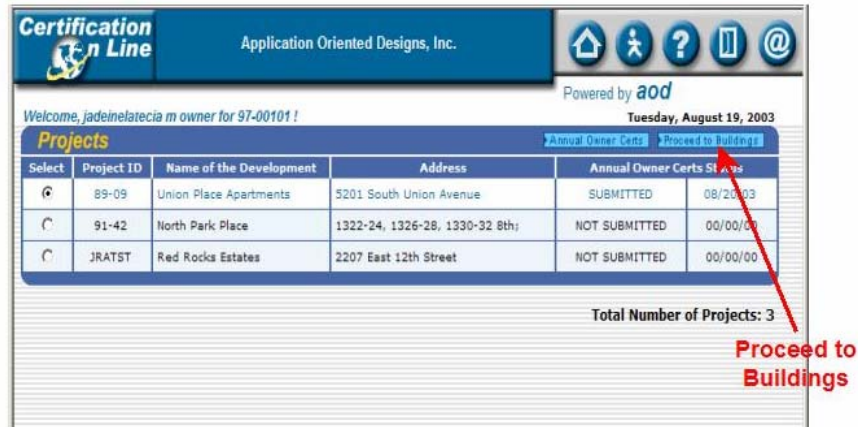 Certification
On Line
Application Oriented Designs, Inc.
Powered by aod
Welcome, jadeinelatecia m owner for 97-00101 !
Tuesday, August 19, 2003
Projects
Annual Owner Certs
Proceed to Buildings
Select Project ID Name of the Development Address Annual Owner Certs Status
89-09 Union Place Apartments 5201 South Union Avenue SUBMITTED 08/20/03
91-42 North Park Place 1322-24, 1326-28, 1330-32 8th; NOT SUBMITTED 00/00/00
JRATST Red Rocks Estates 2207 East 12th Street NOT SUBMITTED 00/00/00
Total Number of Projects: 3
Proceed to
Buildings